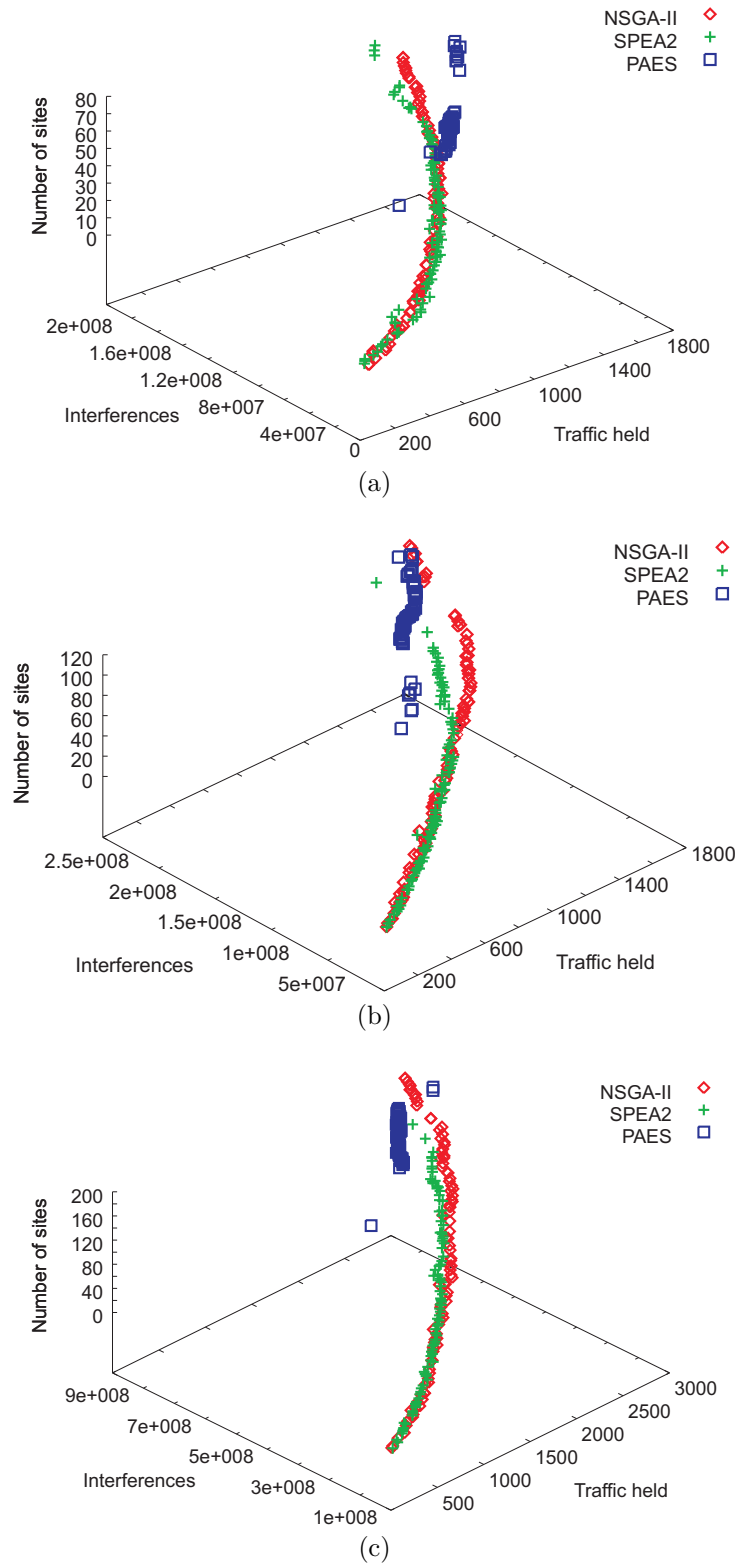 NSGA-II
SPEA2
PAES
Number of sites
80
70
60
50
40
30
20
10
0
2e+008
1.6e+008
1.2e+008
8e+007
4e+007
0
Interferences
200
600
1000
1400
1800
Traffic held
(a)
NSGA-II
SPEA2
PAES
Number of sites
120
100
80
60
40
20
0
2.5e+008
2e+008
1.5e+008
1e+008
5e+007
Interferences
200
600
1000
1400
1800
Traffic held
(b)
NSGA-II
SPEA2
PAES
Number of sites
200
160
120
80
40
0
9e+008
7e+008
5e+008
3e+008
1e+008
Interferences
500
1000
1500
2000
2500
3000
Traffic held
(c)